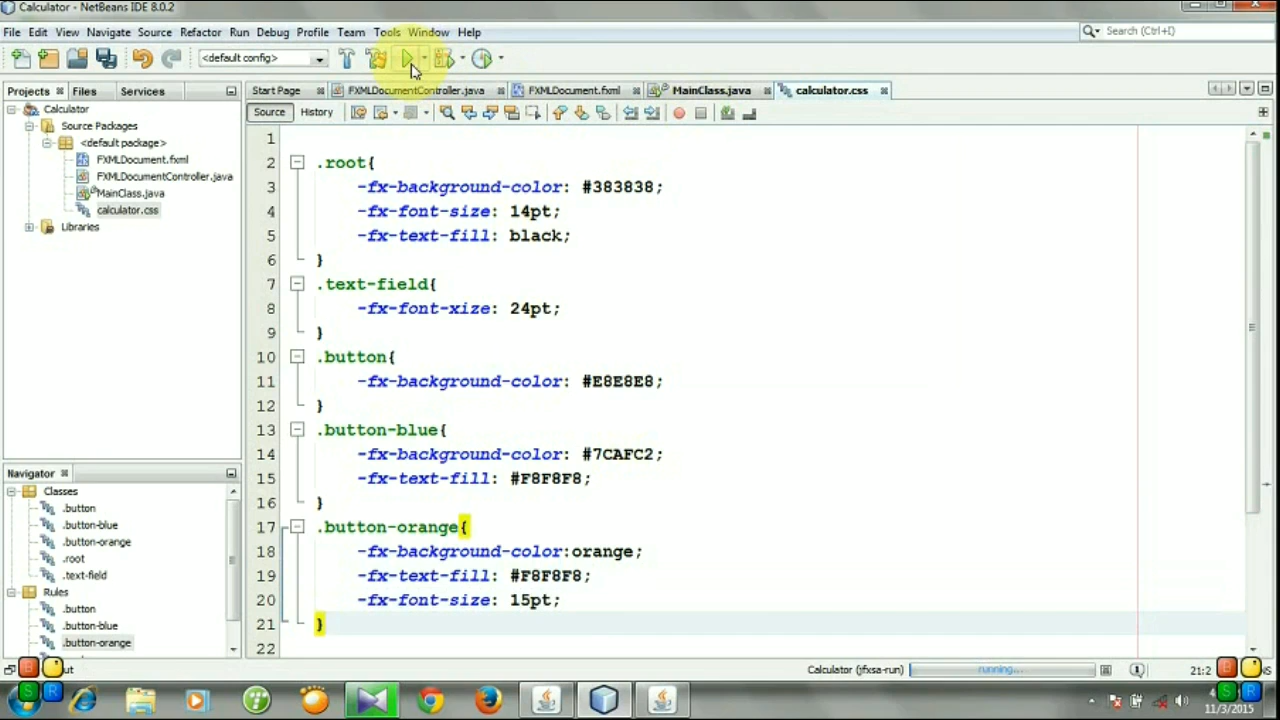 Calculator - NetBeans IDE 8.0.2
File Edit View Navigate Source Refactor Run Debug Profile Team Tools Window Help
Search (Ctrl+I)
<default config>
Projects Files Services
Start Page FXMLDocumentController.java FXMLDocument.fxml MainClass.java calculator.css
Source History
Calculator
Source Packages
<default package>
FXMLDocument.fxml
FXMLDocumentController.java
MainClass.java
calculator.css
Libraries
1
2 .root{
3 -fx-background-color: #383838;
4 -fx-font-size: 14pt;
5 -fx-text-fill: black;
6 }
7 .text-field{
8 -fx-font-xize: 24pt;
9 }
10 .button{
11 -fx-background-color: #E8E8E8;
12 }
13 .button-blue{
14 -fx-background-color: #7CAFC2;
15 -fx-text-fill: #F8F8F8;
16 }
17 .button-orange{
18 -fx-background-color:orange;
19 -fx-text-fill: #F8F8F8;
20 -fx-font-size: 15pt;
21 }
22
Navigator
Classes
.button
.button-blue
.button-orange
.root
.text-field
Rules
.button
.button-blue
.button-orange
Calculator (jfxsa-run) running... 21:2
B
S R
B
S R
11/3/2015